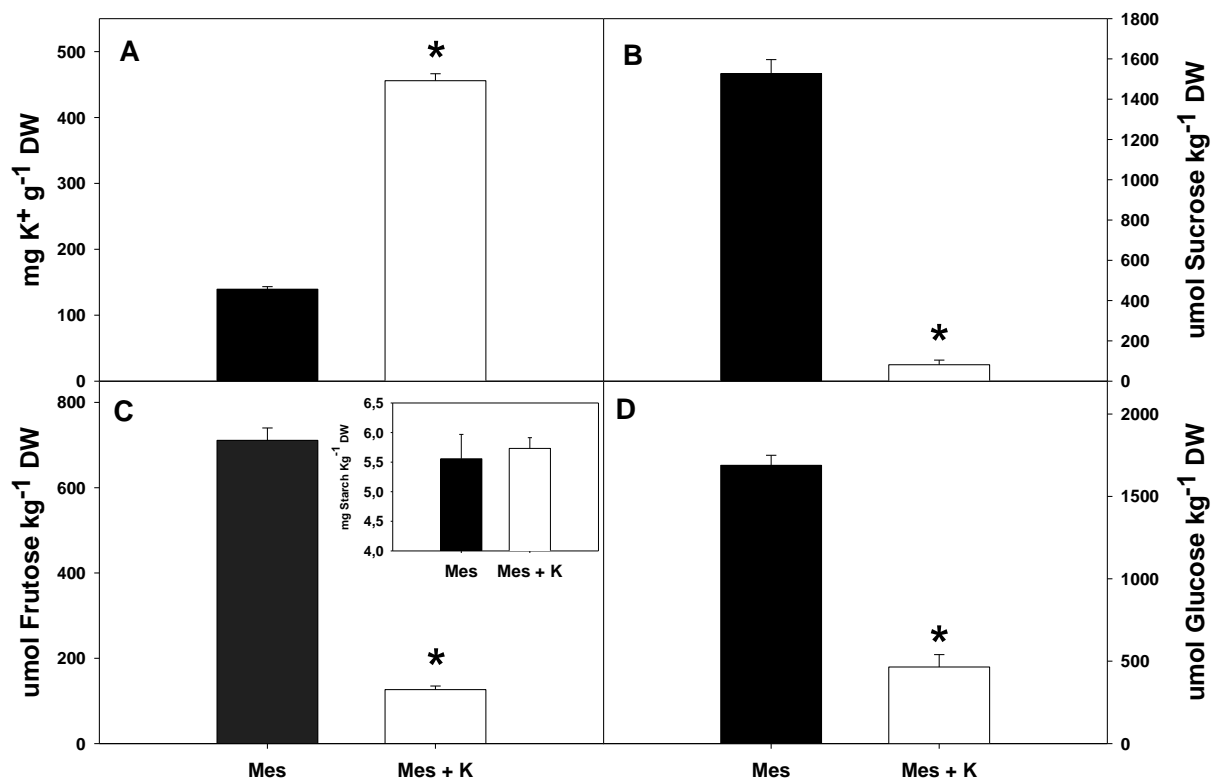 A
*
mg K⁺ g⁻¹ DW
500
400
300
200
100
0
B
*
umol Sucrose kg⁻¹ DW
1800
1600
1400
1200
1000
800
600
400
200
0
C
*
umol Frutose kg⁻¹ DW
800
600
400
200
0
Mes
Mes + K
mg Starch Kg⁻¹ DW
6,5
6,0
5,5
5,0
4,5
4,0
Mes
Mes + K
D
*
umol Glucose kg⁻¹ DW
2000
1500
1000
500
0
Mes
Mes + K